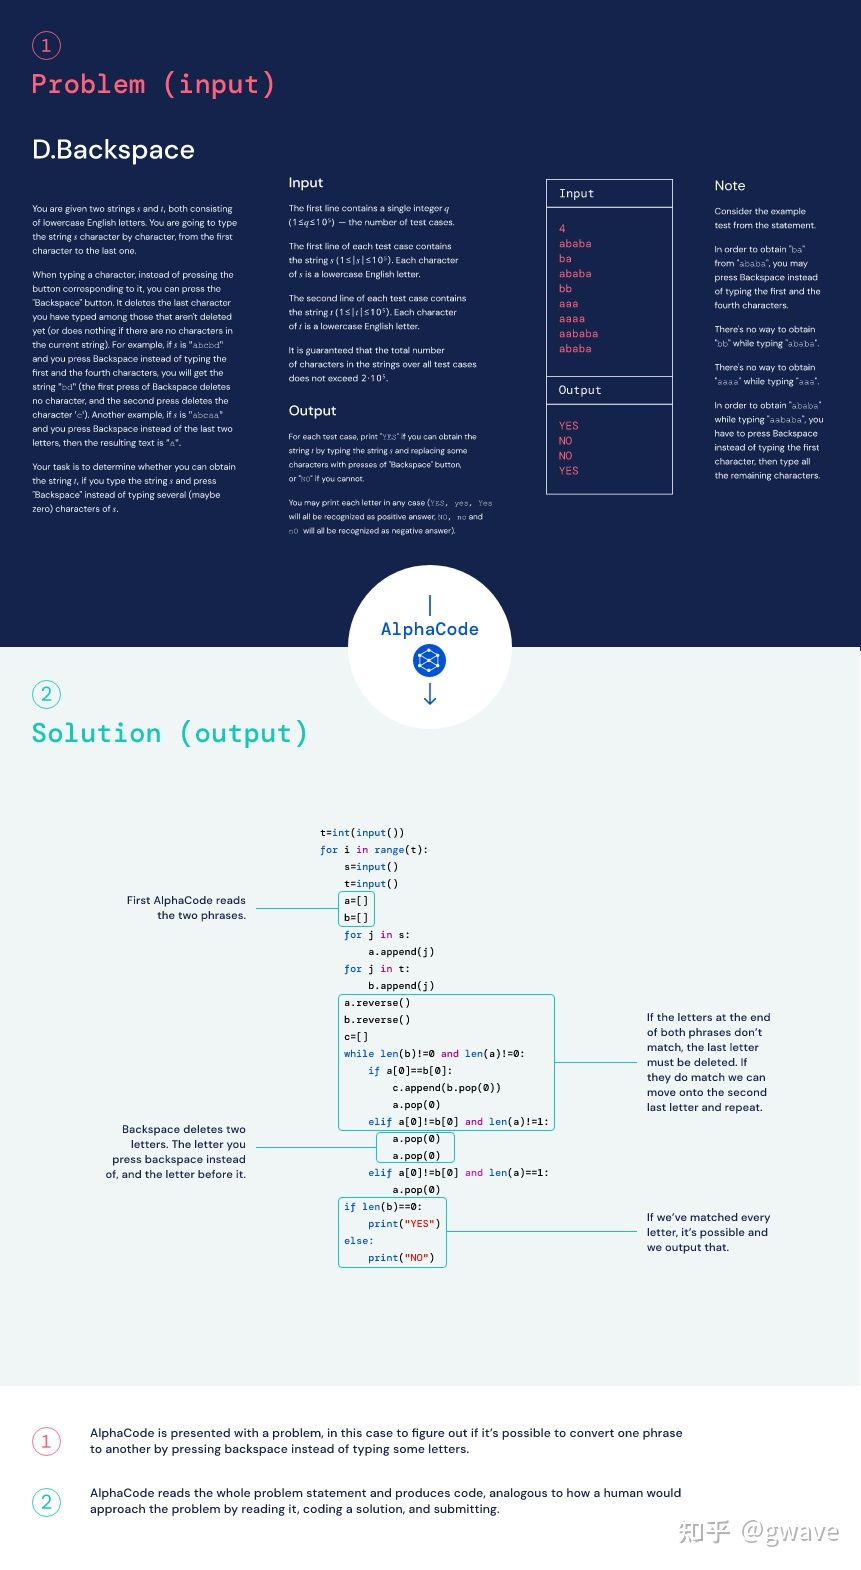 1
Problem (input)
D.Backspace
You are given two strings s and t, both consisting
of lowercase English letters. You are going to type
the string s character by character, from the first
character to the last one.
When typing a character, instead of pressing the
button corresponding to it, you can press the
"Backspace" button. It deletes the last character
you have typed among those that aren't deleted
yet (or does nothing if there are no characters in
the current string). For example, if s is "abcbd"
and you press Backspace instead of typing the
first and the fourth characters, you will get the
string "bd" (the first press of Backspace deletes
no character, and the second press deletes the
character 'c'). Another example, if s is "abcaa"
and you press Backspace instead of the last two
letters, then the resulting text is "a".
Your task is to determine whether you can obtain
the string t, if you type the string s and press
"Backspace" instead of typing several (maybe
zero) characters of s.
Input
The first line contains a single integer q
(1≤q≤10⁵) — the number of test cases.
The first line of each test case contains
the string s (1≤|s|≤10⁵). Each character
of s is a lowercase English letter.
The second line of each test case contains
the string t (1≤|t|≤10⁵). Each character
of t is a lowercase English letter.
It is guaranteed that the total number
of characters in the strings over all test cases
does not exceed 2·10⁵.
Output
For each test case, print "YES" if you can obtain the
string t by typing the string s and replacing some
characters with presses of "Backspace" button,
or "NO" if you cannot.
You may print each letter in any case (YES, yes, Yes
will all be recognized as positive answer, NO, no and
nO will all be recognized as negative answer).
Input
4
ababa
ba
ababa
bb
aaa
aaaa
aababa
ababa
Output
YES
NO
NO
YES
Note
Consider the example
test from the statement.
In order to obtain "ba"
from "ababa", you may
press Backspace instead
of typing the first and the
fourth characters.
There's no way to obtain
"bb" while typing "ababa".
There's no way to obtain
"aaaa" while typing "aaa".
In order to obtain "ababa"
while typing "aababa", you
have to press Backspace
instead of typing the first
character, then type all
the remaining characters.
AlphaCode
2
Solution (output)
t=int(input())
for i in range(t):
s=input()
t=input()
a=[]
b=[]
for j in s:
a.append(j)
for j in t:
b.append(j)
a.reverse()
b.reverse()
c=[]
while len(b)!=0 and len(a)!=0:
if a[0]==b[0]:
c.append(b.pop(0))
a.pop(0)
elif a[0]!=b[0] and len(a)!=1:
a.pop(0)
a.pop(0)
elif a[0]!=b[0] and len(a)==1:
a.pop(0)
if len(b)==0:
print("YES")
else:
print("NO")
First AlphaCode reads
the two phrases.
If the letters at the end
of both phrases don't
match, the last letter
must be deleted. If
they do match we can
move onto the second
last letter and repeat.
Backspace deletes two
letters. The letter you
press backspace instead
of, and the letter before it.
If we've matched every
letter, it's possible and
we output that.
1
AlphaCode is presented with a problem, in this case to figure out if it's possible to convert one phrase
to another by pressing backspace instead of typing some letters.
2
AlphaCode reads the whole problem statement and produces code, analogous to how a human would
approach the problem by reading it, coding a solution, and submitting.
知乎 @gwave